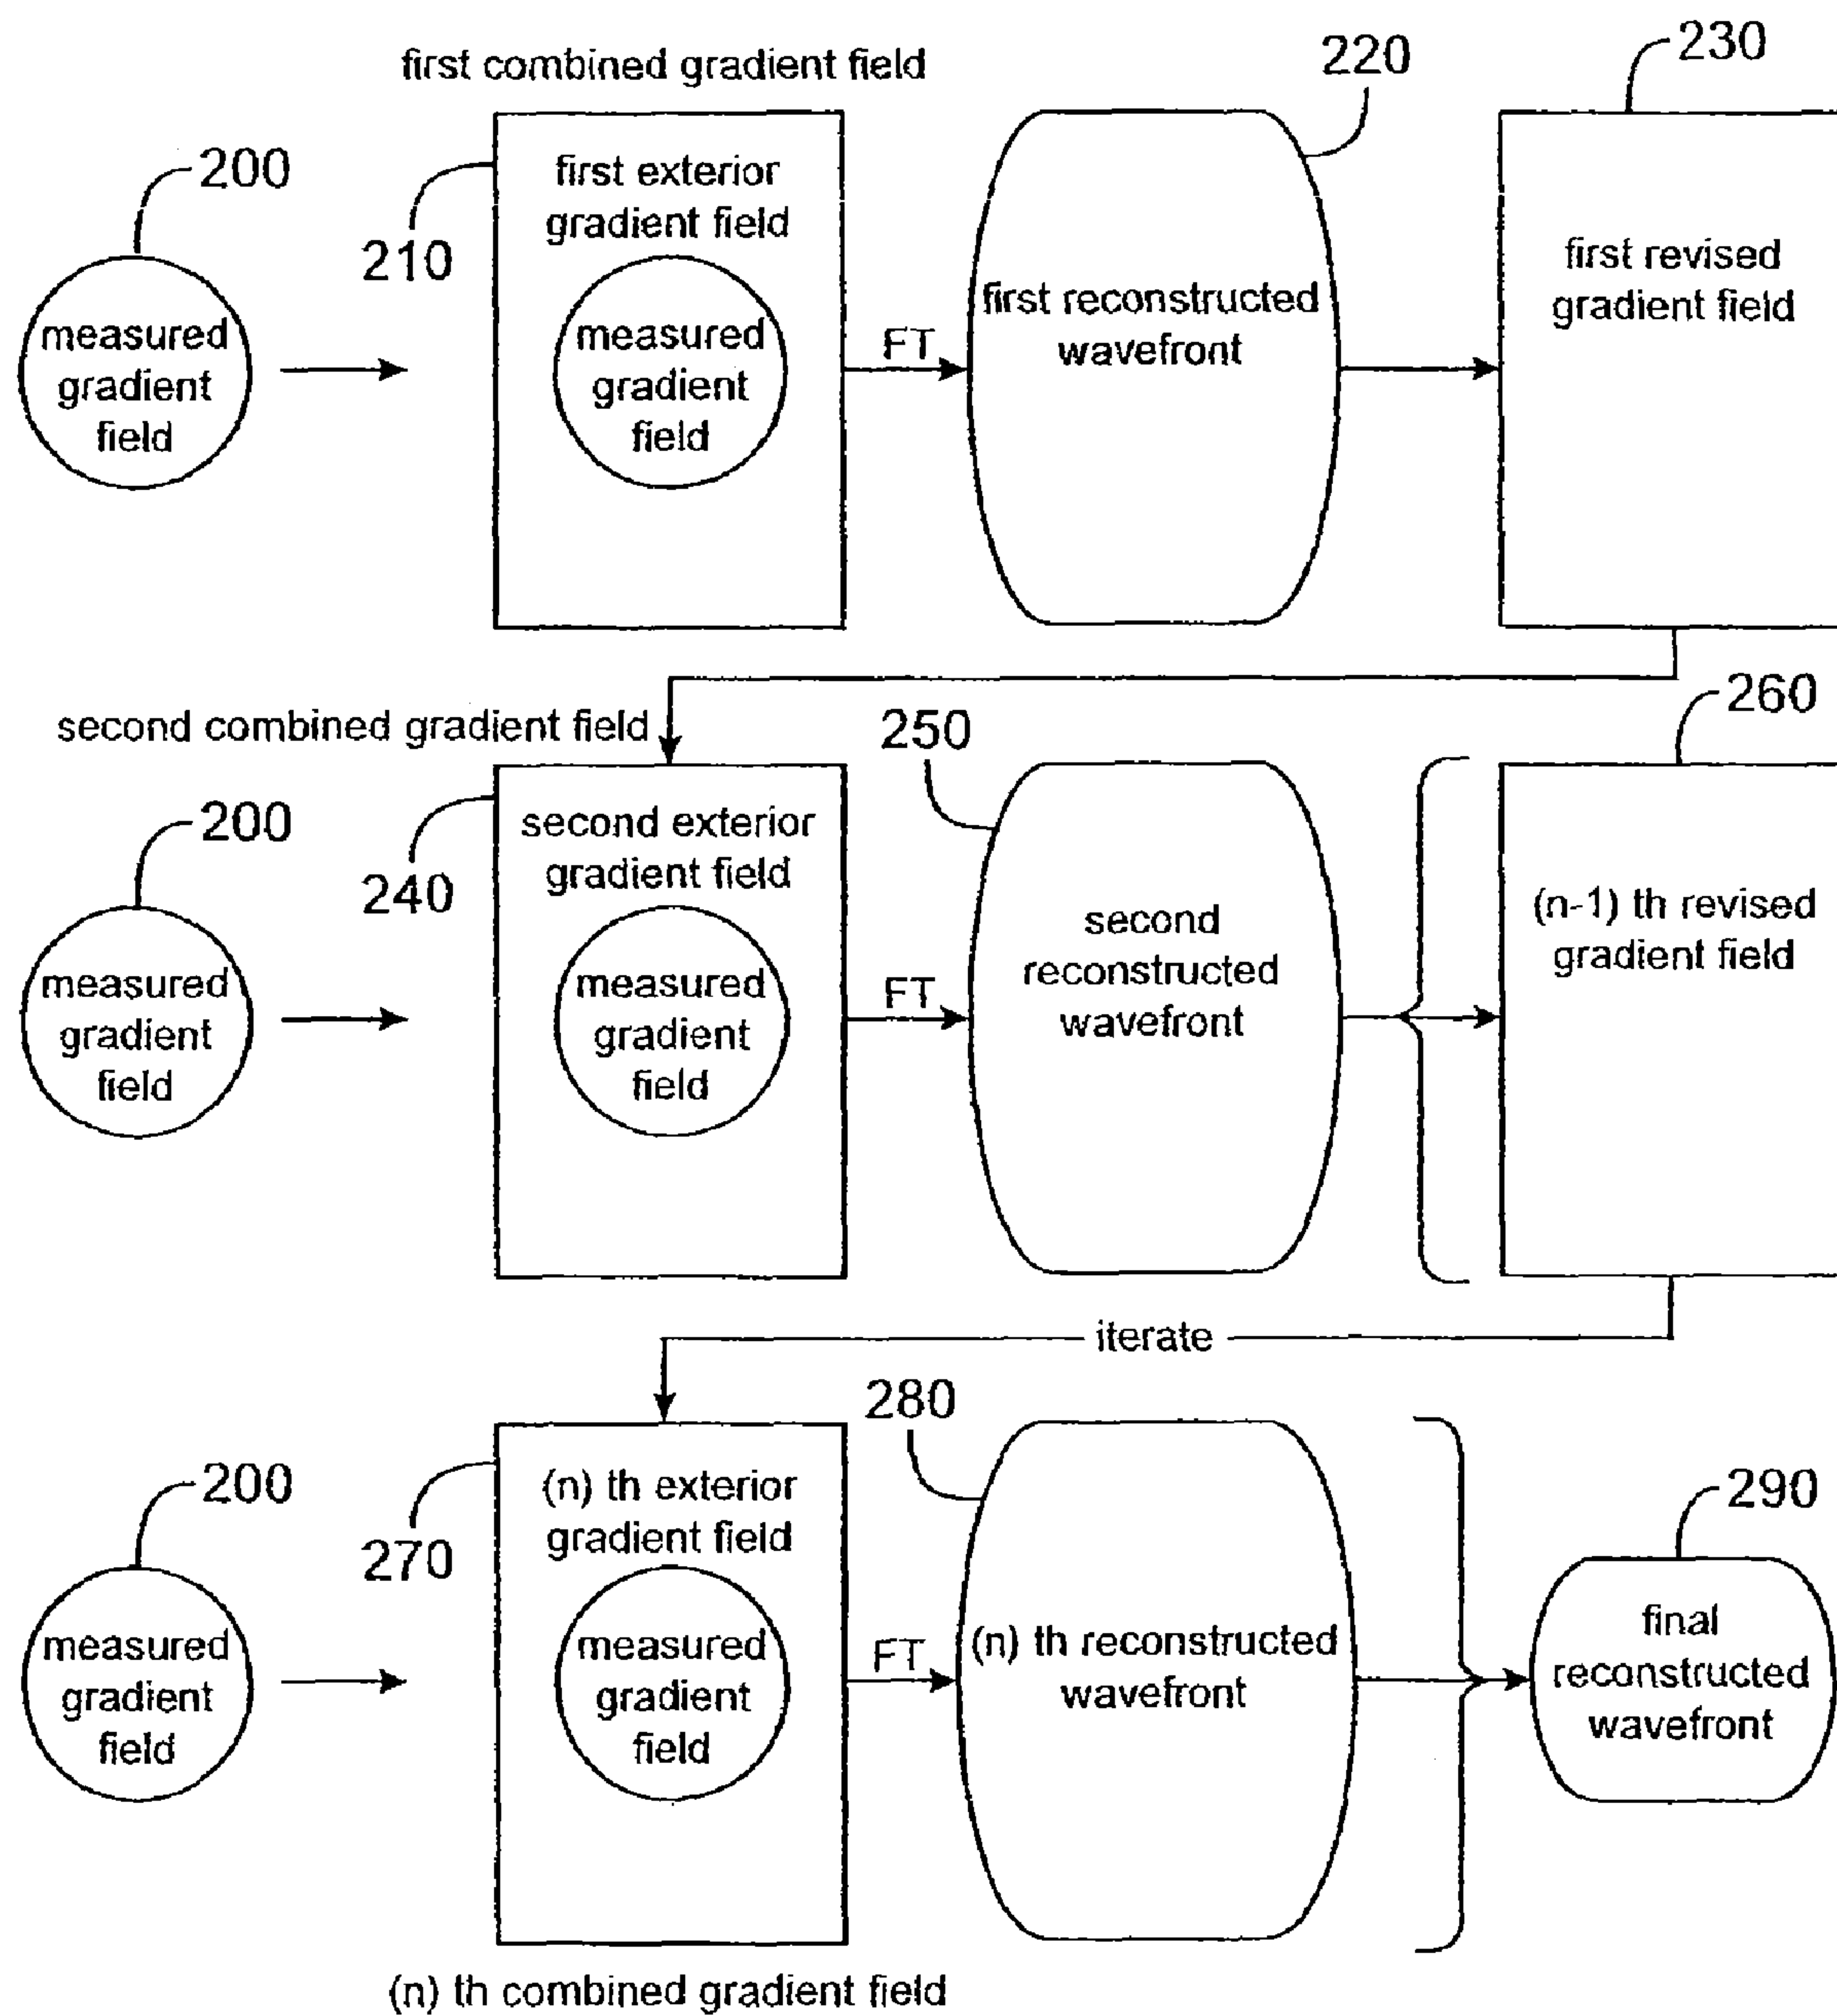 first combined gradient field
220
230
200
210
first exterior
gradient field
measured
gradient
field
measured
gradient
field
FT
first reconstructed
wavefront
first revised
gradient field
second combined gradient field
250
260
200
240
second exterior
gradient field
measured
gradient
field
measured
gradient
field
FT
second
reconstructed
wavefront
(n-1) th revised
gradient field
iterate
280
290
200
270
(n) th exterior
gradient field
measured
gradient
field
measured
gradient
field
FT
(n) th reconstructed
wavefront
final
reconstructed
wavefront
(n) th combined gradient field